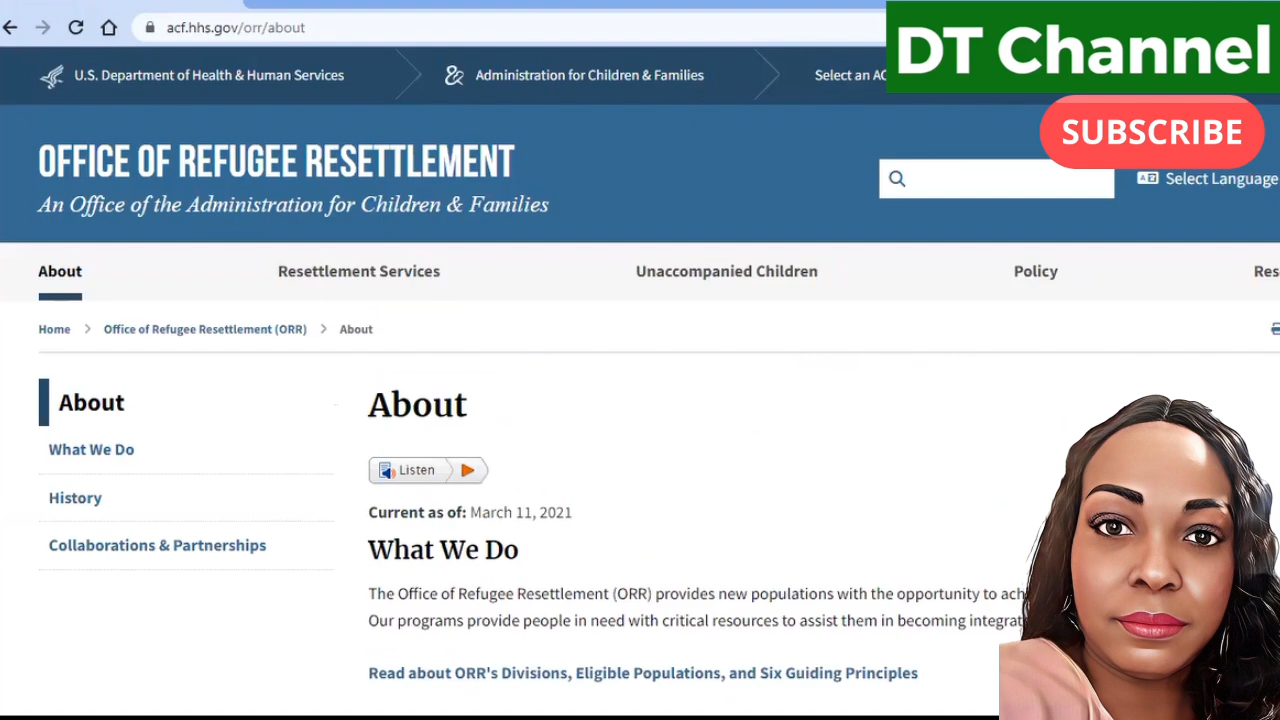 acf.hhs.gov/orr/about
DT Channel
U.S. Department of Health & Human Services
Administration for Children & Families
Select an AC
SUBSCRIBE
OFFICE OF REFUGEE RESETTLEMENT
An Office of the Administration for Children & Families
Select Language
About
Resettlement Services
Unaccompanied Children
Policy
Res
Home > Office of Refugee Resettlement (ORR) > About
About
What We Do
History
Collaborations & Partnerships
About
Listen
Current as of: March 11, 2021
What We Do
The Office of Refugee Resettlement (ORR) provides new populations with the opportunity to ach
Our programs provide people in need with critical resources to assist them in becoming integrat
Read about ORR's Divisions, Eligible Populations, and Six Guiding Principles